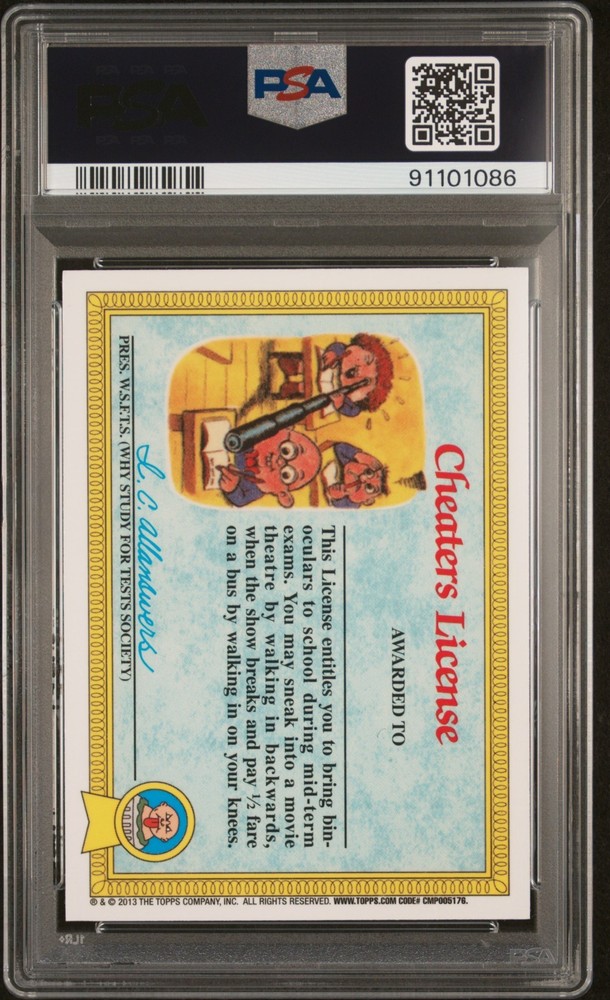 PSA
91101086
Cheaters License
AWARDED TO
This License entitles you to bring bin-
oculars to school during mid-term
exams. You may sneak into a movie
theatre by walking in backwards,
when the show breaks and pay ½ fare
on a bus by walking in on your knees.
I. C. Allanswers
PRES. W.S.F.T.S. (WHY STUDY FOR TESTS SOCIETY)
® & © 2013 THE TOPPS COMPANY, INC. ALL RIGHTS RESERVED. WWW.TOPPS.COM CODE# CMP005176.
PSA